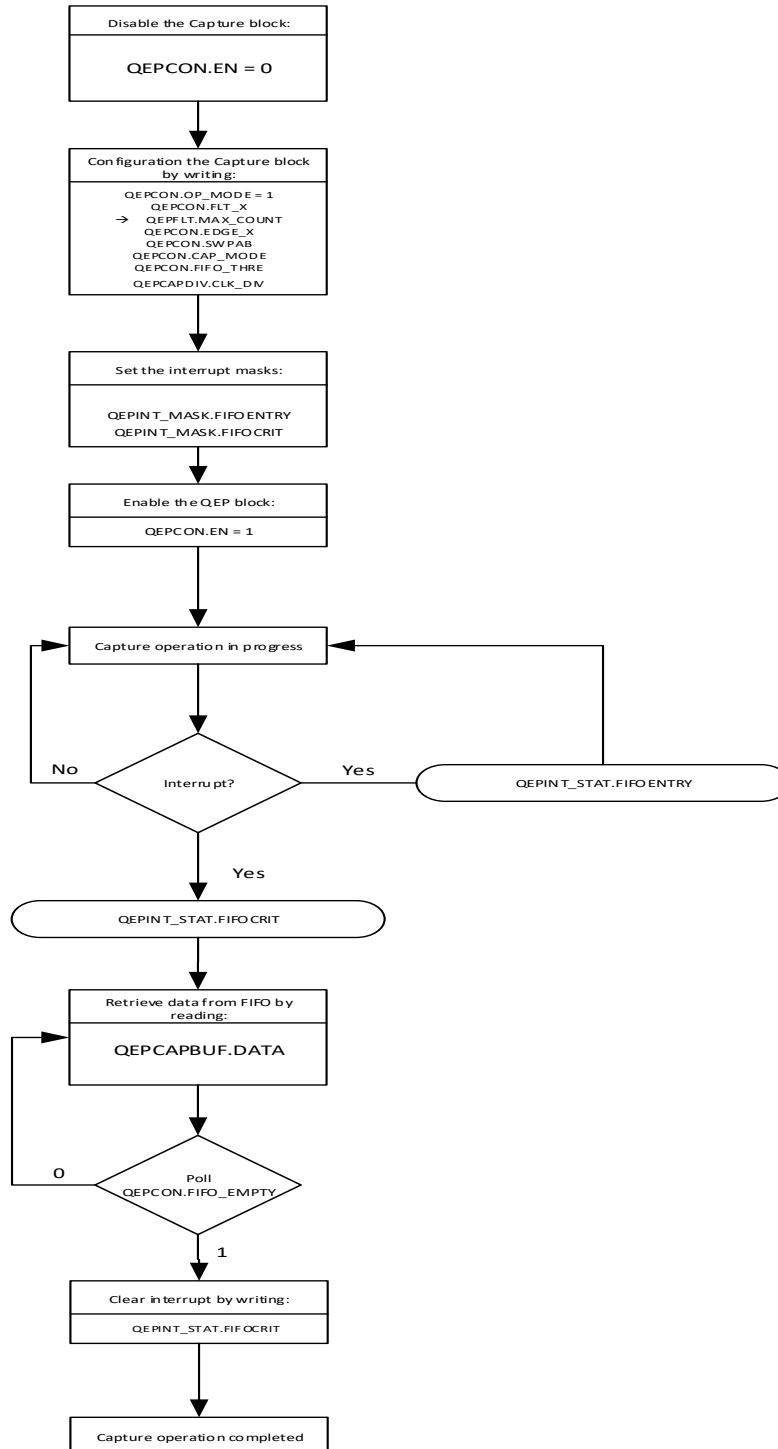 Disable the Capture block:
QEPCON.EN = 0
Configuration the Capture block
by writing:
QEPCON.OP_MODE = 1
QEPCON.FLT_X
→ QEPFLT.MAX_COUNT
QEPCON.EDGE_X
QEPCON.SWPAB
QEPCON.CAP_MODE
QEPCON.FIFO_THRE
QEPCAPDIV.CLK_DIV
Set the interrupt masks:
QEPINT_MASK.FIFOENTRY
QEPINT_MASK.FIFOCRIT
Enable the QEP block:
QEPCON.EN = 1
Capture operation in progress
No
Interrupt?
Yes
QEPINT_STAT.FIFOENTRY
Yes
QEPINT_STAT.FIFOCRIT
Retrieve data from FIFO by
reading:
QEPCAPBUF.DATA
0
Poll
QEPCON.FIFO_EMPTY
1
Clear interrupt by writing:
QEPINT_STAT.FIFOCRIT
Capture operation completed